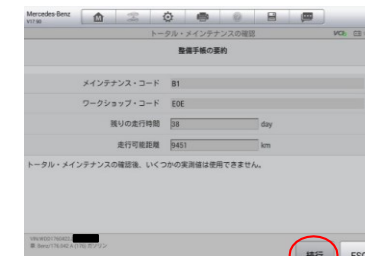 Mercedes-Benz
トータル・メインテナンスの確認
VCI:
整備手帳の要約
メインテナンス・コード B1
ワークショップ・コード E0E
残りの走行時間 38 day
走行可能距離 9451 km
トータル・メインテナンスの確認後、いくつかの実測値は使用できません。
続行
ESC